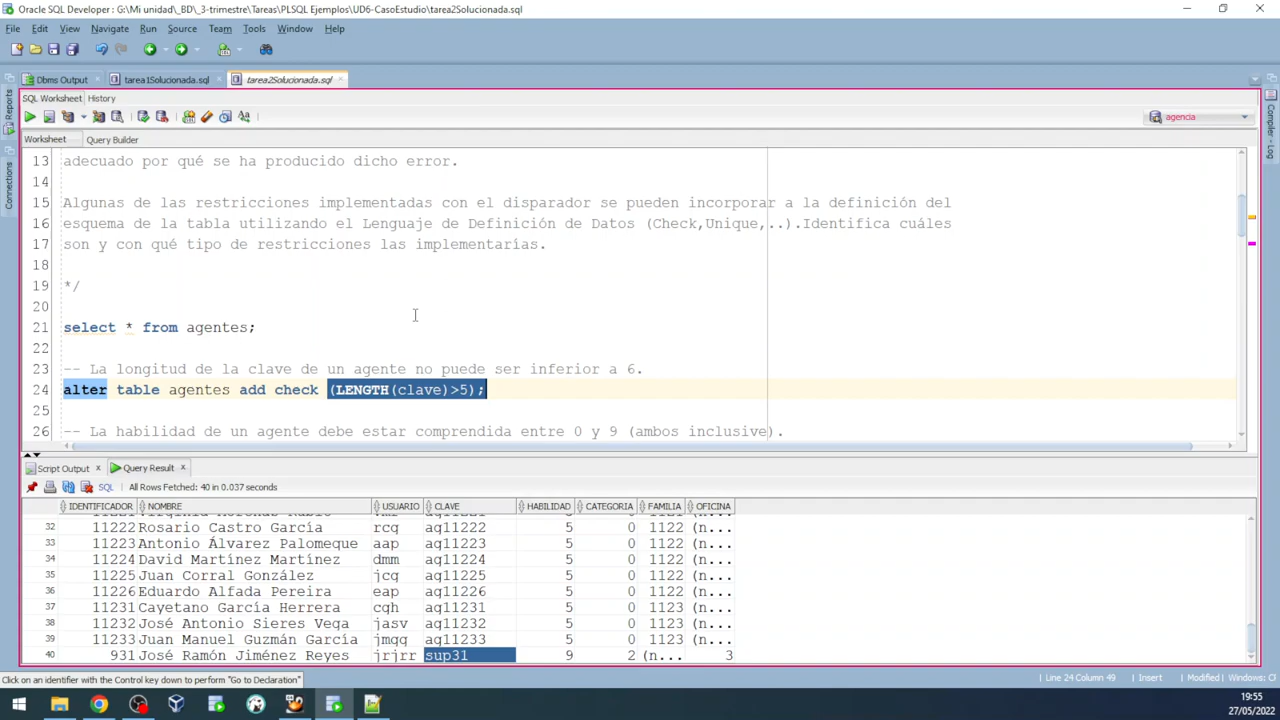 Oracle SQL Developer : G:\Mi unidad\_BD\_3-trimestre\Tareas\PLSQL Ejemplos\UD6-CasoEstudio\tarea2Solucionada.sql
File Edit View Navigate Run Source Team Tools Window Help
Dbms Output tarea1Solucionada.sql tarea2Solucionada.sql
SQL Worksheet History
agencia
Worksheet Query Builder
Reports
Connections
Compiler - Log
13 adecuado por qué se ha producido dicho error.
14
15 Algunas de las restricciones implementadas con el disparador se pueden incorporar a la definición del
16 esquema de la tabla utilizando el Lenguaje de Definición de Datos (Check,Unique,..).Identifica cuáles
17 son y con qué tipo de restricciones las implementarías.
18
19 */
20
21 select * from agentes;
22
23 -- La longitud de la clave de un agente no puede ser inferior a 6.
24 alter table agentes add check (LENGTH(clave)>5);
25
26 -- La habilidad de un agente debe estar comprendida entre 0 y 9 (ambos inclusive).
Script Output Query Result
SQL All Rows Fetched: 40 in 0.037 seconds
IDENTIFICADOR NOMBRE USUARIO CLAVE HABILIDAD CATEGORIA FAMILIA OFICINA
32 11222 Rosario Castro García rcg ag11222 5 0 1122 (n...
33 11223 Antonio Álvarez Palomeque aap ag11223 5 0 1122 (n...
34 11224 David Martínez Martínez dmm ag11224 5 0 1122 (n...
35 11225 Juan Corral González jcg ag11225 5 0 1122 (n...
36 11226 Eduardo Alfada Pereira eap ag11226 5 0 1122 (n...
37 11231 Cayetano García Herrera cgh ag11231 5 0 1123 (n...
38 11232 José Antonio Sieres Vega jasv ag11232 5 0 1123 (n...
39 11233 Juan Manuel Guzmán García jmgg ag11233 5 0 1123 (n...
40 931 José Ramón Jiménez Reyes jrjrr sup31 9 2 (n... 3
Click on an identifier with the Control key down to perform "Go to Declaration"
Line 24 Column 49 Insert Modified Windows: C
19:55
27/05/2022